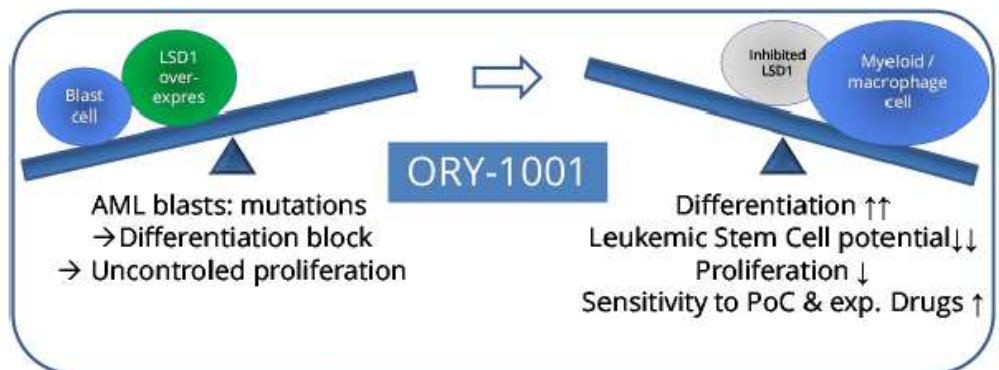 Blast
cell
LSD1
over-
expres
Inhibited
LSD1
Myeloid /
macrophage
cell
ORY-1001
AML blasts: mutations
→Differentiation block
→ Uncontroled proliferation
Differentiation ↑↑
Leukemic Stem Cell potential↓↓
Proliferation ↓
Sensitivity to PoC & exp. Drugs ↑